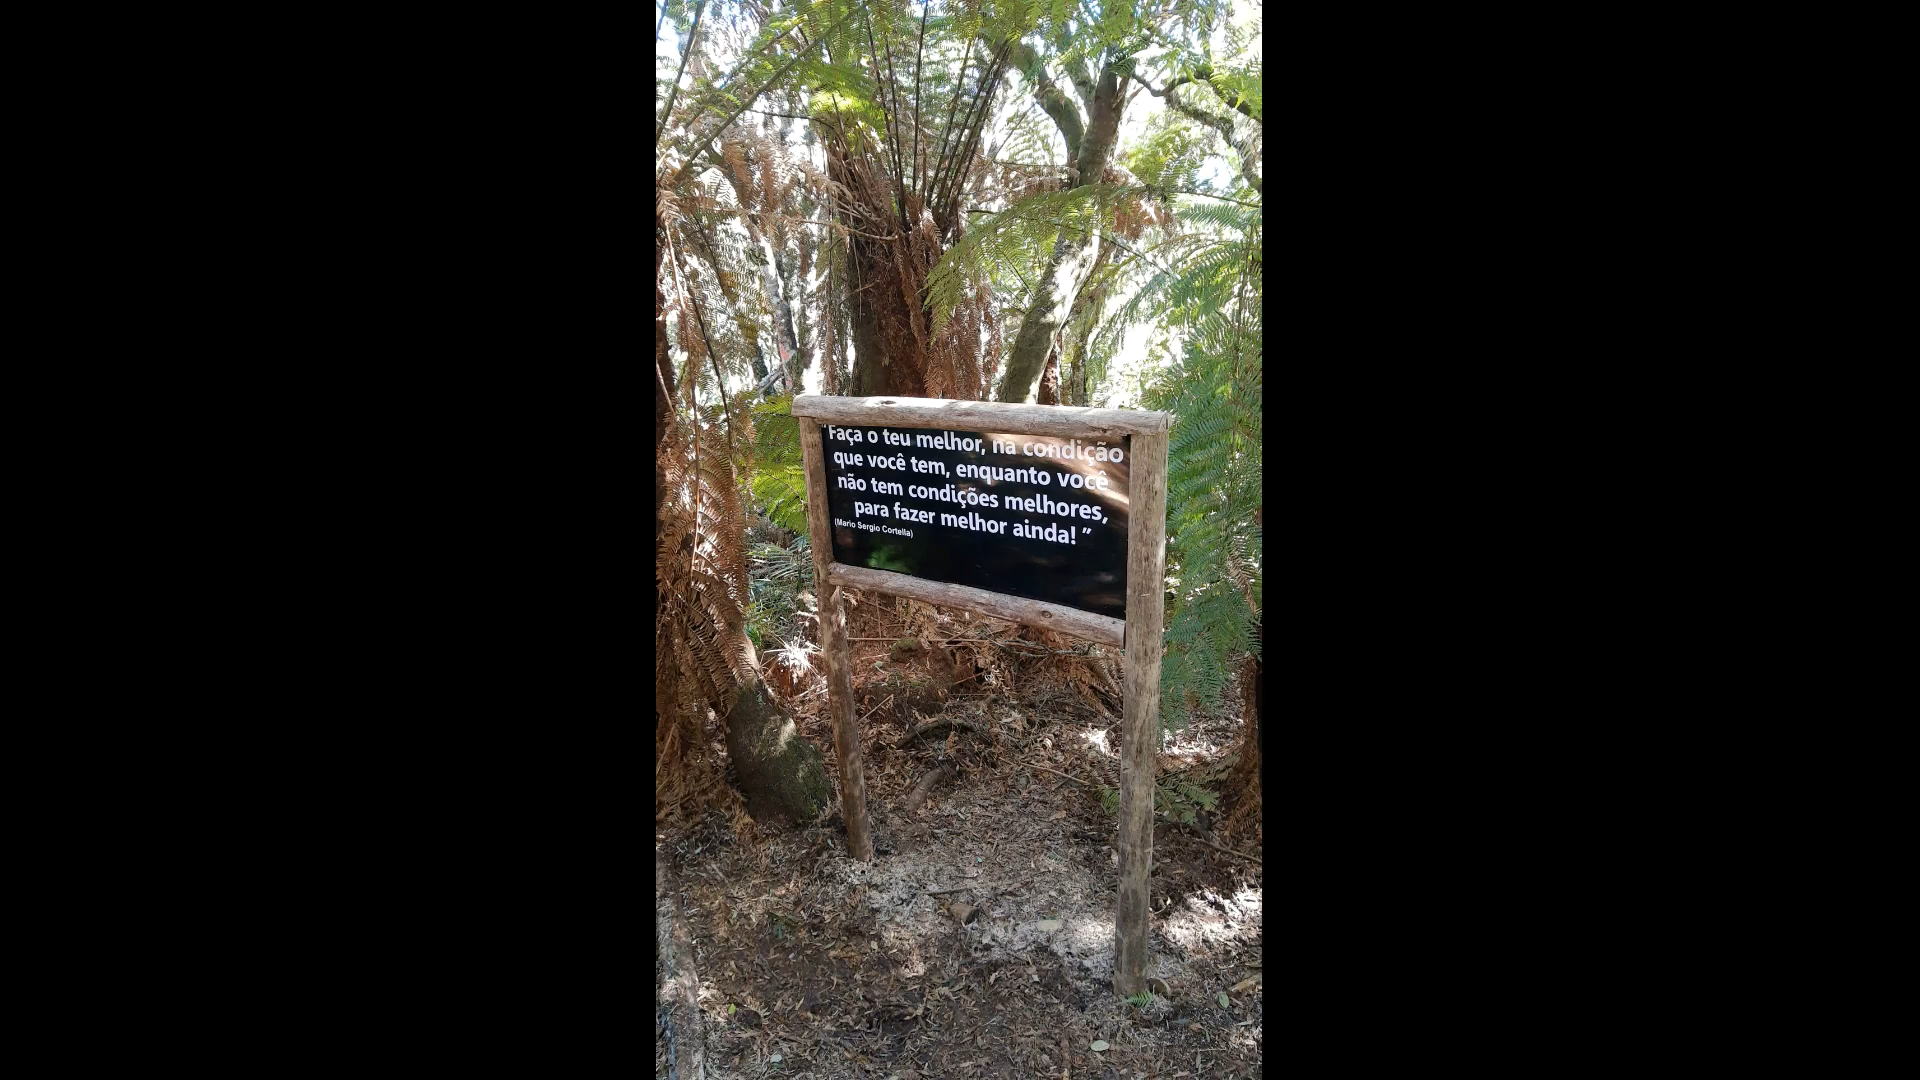 "Faça o teu melhor, na condição
que você tem, enquanto você
não tem condições melhores,
para fazer melhor ainda! ”
(Mario Sergio Cortella)